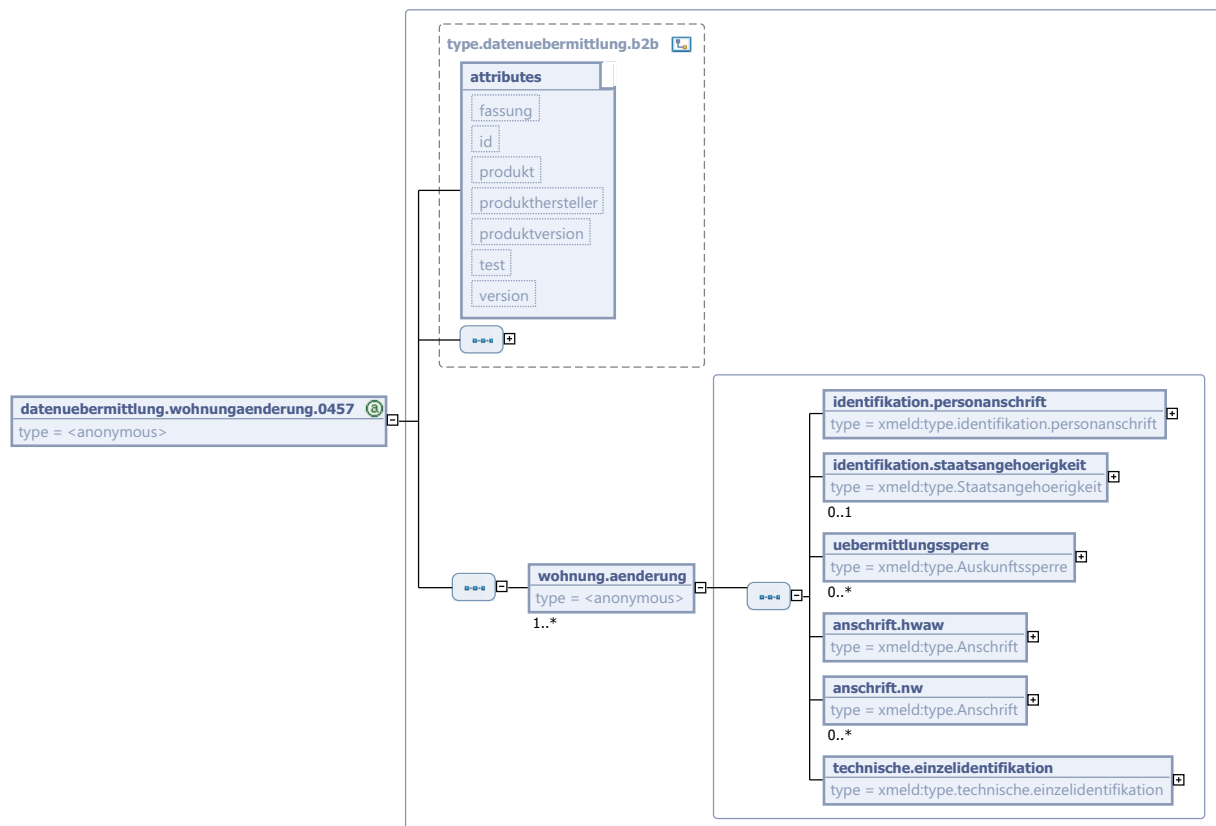 type.datenuebermittlung.b2b
attributes
fassung
id
produkt
produkthersteller
produktversion
test
version
datenuebermittlung.wohnungaenderung.0457 a
type = <anonymous>
wohnung.aenderung
type = <anonymous>
1..*
identifikation.personanschrift
type = xmeld:type.identifikation.personanschrift
identifikation.staatsangehoerigkeit
type = xmeld:type.Staatsangehoerigkeit
0..1
uebermittlungssperre
type = xmeld:type.Auskunftssperre
0..*
anschrift.hwaw
type = xmeld:type.Anschrift
anschrift.nw
type = xmeld:type.Anschrift
0..*
technische.einzelidentifikation
type = xmeld:type.technische.einzelidentifikation